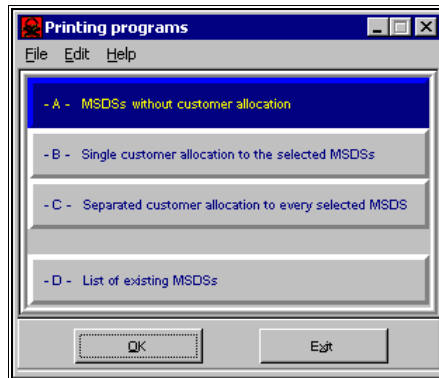 Printing programs
File Edit Help
- A - MSDSs without customer allocation
- B - Single customer allocation to the selected MSDSs
- C - Separated customer allocation to every selected MSDS
- D - List of existing MSDSs
OK Exit